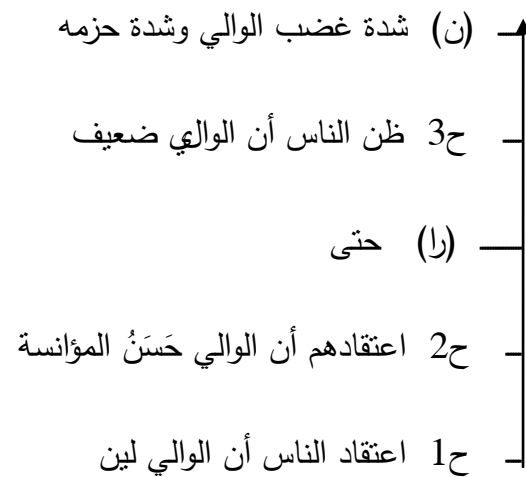 (ن) شدة غضب الوالي وشدة حزمه
ح3 ظن الناس أن الوالي ضعيف
(را) حتى
ح2 اعتقادهم أن الوالي حَسَنُ المؤانسة
ح1 اعتقاد الناس أن الوالي لين